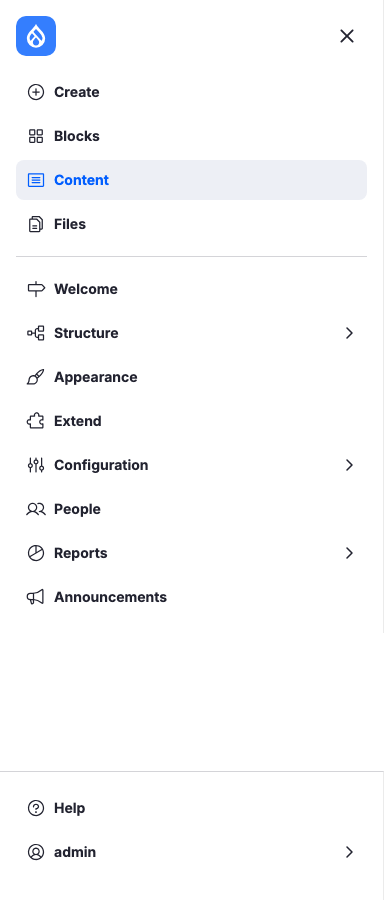 Create
Blocks
Content
Files
Welcome
Structure
Appearance
Extend
Configuration
People
Reports
Announcements
Help
admin